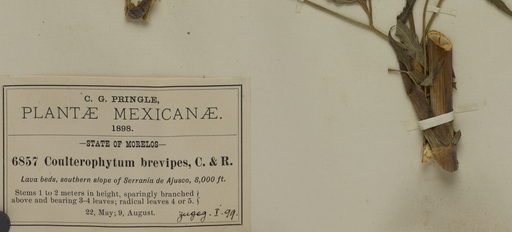 C. G. PRINGLE,
PLANTÆ MEXICANÆ.
1898.
—STATE OF MORELOS—
6857 Coulterophytum brevipes, C. & R.
Lava beds, southern slope of Serrania de Ajusco, 8,000 ft.
Stems 1 to 2 meters in height, sparingly branched
above and bearing 3-4 leaves; radical leaves 4 or 5.
22, May; 9, August. zugeg. I. 99.